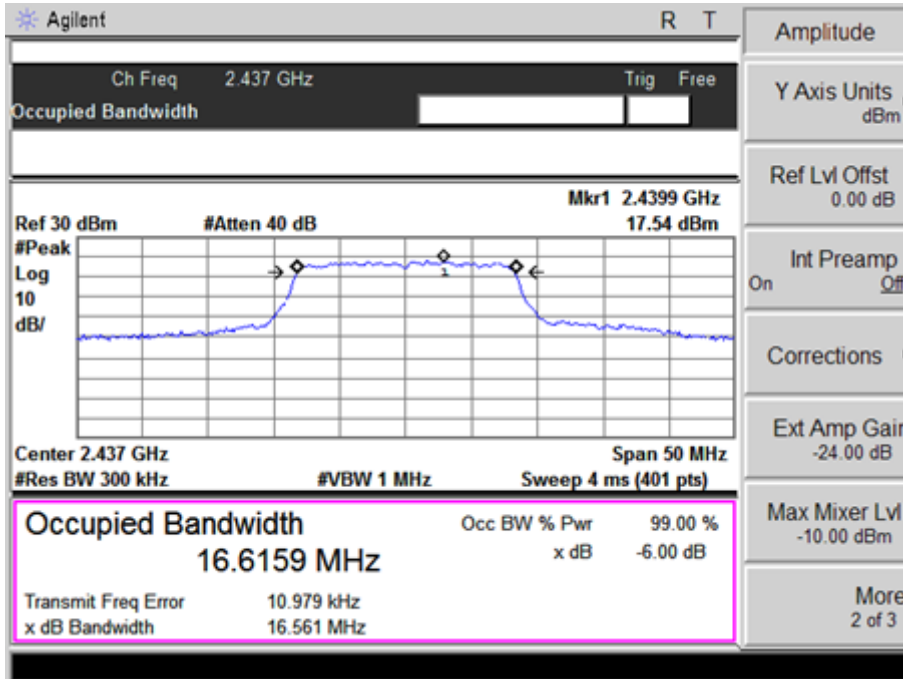 Agilent R T
Ch Freq 2.437 GHz Trig Free
Occupied Bandwidth
Mkr1 2.4399 GHz
Ref 30 dBm #Atten 40 dB 17.54 dBm
#Peak
Log
10
dB/
1
Center 2.437 GHz Span 50 MHz
#Res BW 300 kHz #VBW 1 MHz Sweep 4 ms (401 pts)
Occupied Bandwidth Occ BW % Pwr 99.00 %
16.6159 MHz x dB -6.00 dB
Transmit Freq Error 10.979 kHz
x dB Bandwidth 16.561 MHz
Amplitude
Y Axis Units
dBm
Ref Lvl Offst
0.00 dB
Int Preamp
On Off
Corrections
Ext Amp Gain
-24.00 dB
Max Mixer Lvl
-10.00 dBm
More
2 of 3